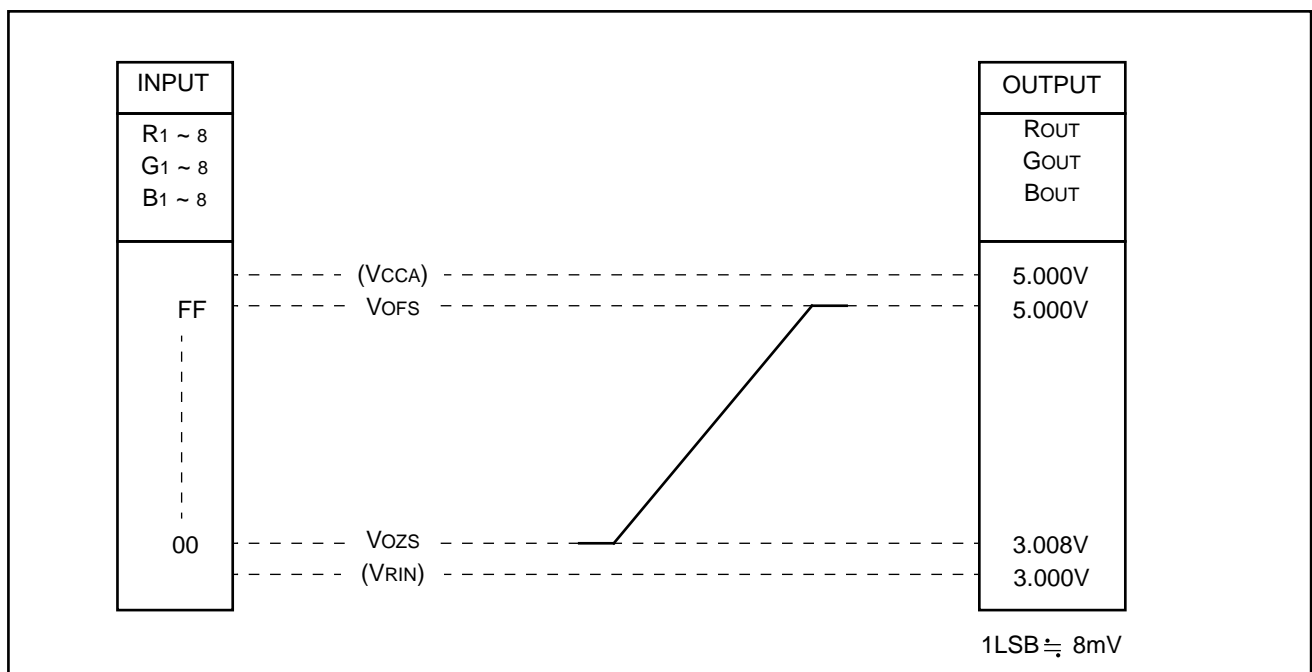 INPUT
R1 ~ 8
G1 ~ 8
B1 ~ 8
FF
00
(VCCA)
VOFS
VOZS
(VRIN)
OUTPUT
ROUT
GOUT
BOUT
5.000V
5.000V
3.008V
3.000V
1LSB ≒ 8mV